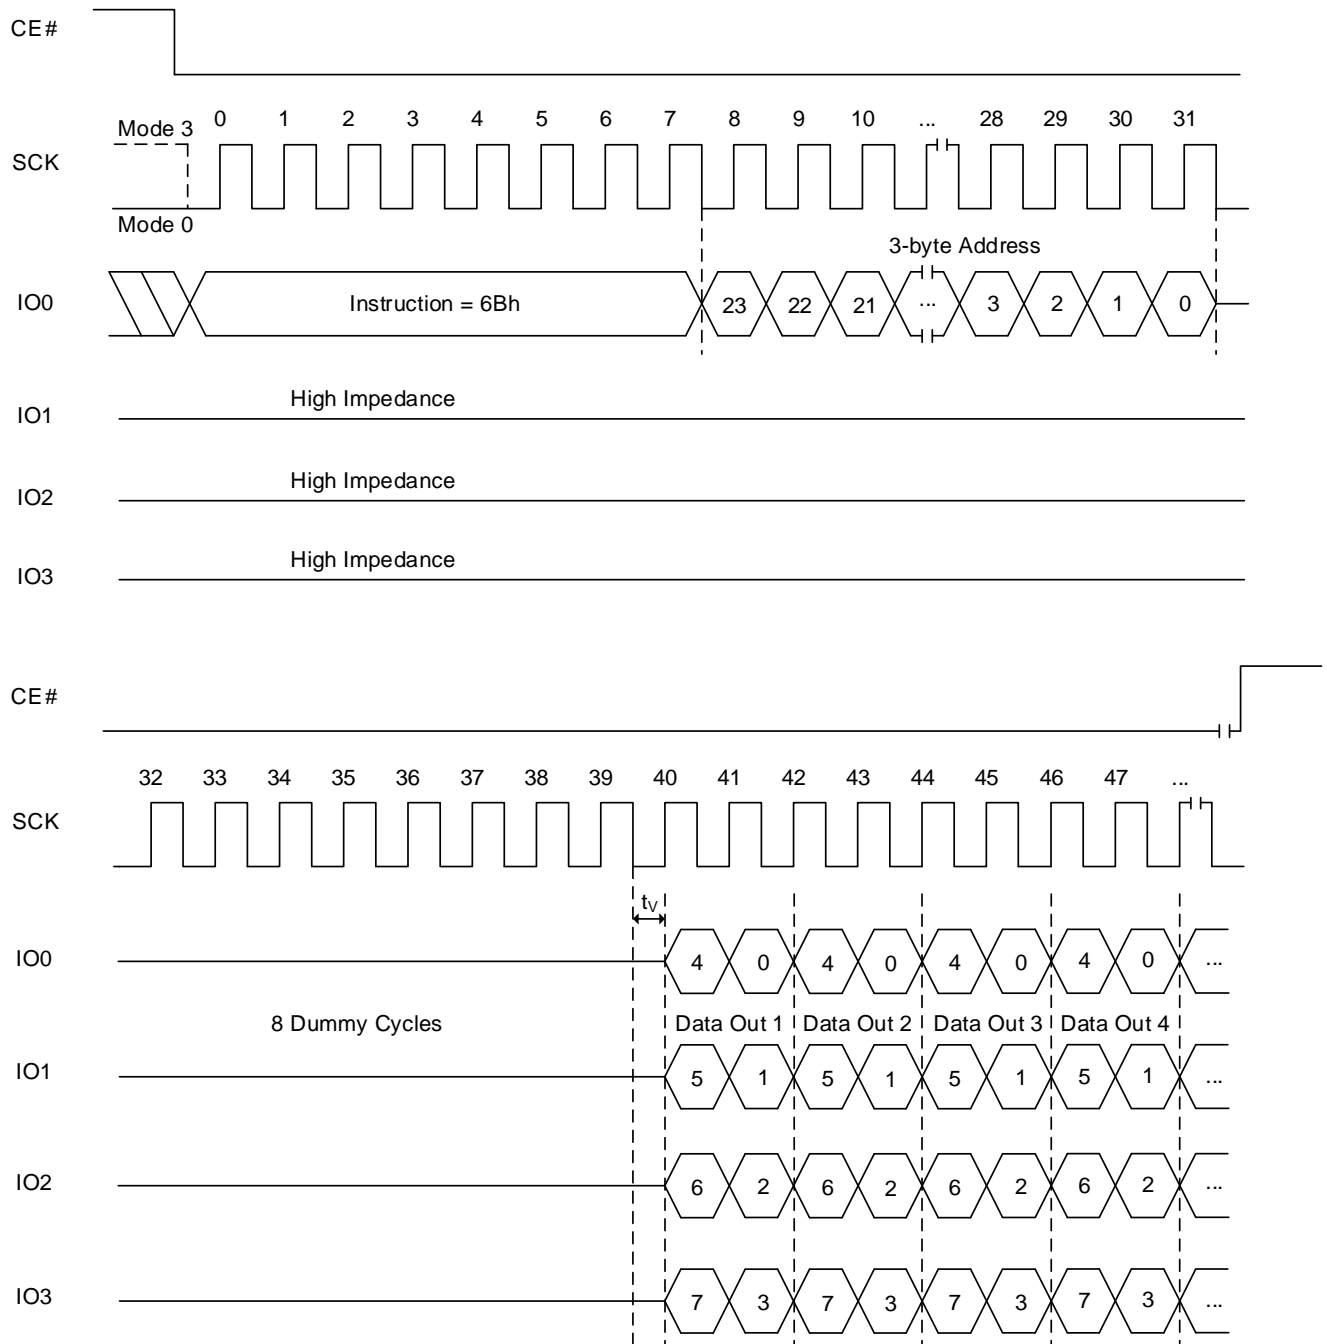 CE#
Mode 3 0 1 2 3 4 5 6 7 8 9 10 ... 28 29 30 31
SCK
Mode 0
3-byte Address
IO0 Instruction = 6Bh 23 22 21 ... 3 2 1 0
High Impedance
IO1
High Impedance
IO2
High Impedance
IO3
CE#
32 33 34 35 36 37 38 39 40 41 42 43 44 45 46 47 ...
SCK
tV
IO0 4 0 4 0 4 0 4 0 ...
8 Dummy Cycles Data Out 1 Data Out 2 Data Out 3 Data Out 4
IO1 5 1 5 1 5 1 5 1 ...
IO2 6 2 6 2 6 2 6 2 ...
IO3 7 3 7 3 7 3 7 3 ...